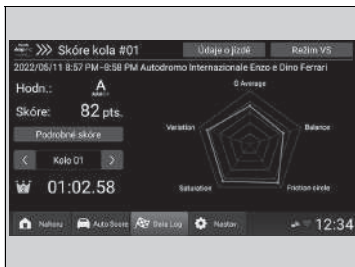 Skóre kola #01
Údaje o jízdě
Režim VS
2022/05/11 8:57 PM-8:58 PM Autodromo Internazionale Enzo e Dino Ferrari
Hodn.: A
Skóre: 82 pts.
Podrobné skóre
Kolo 01
01:02.58
G Average
Variation
Balance
Saturation
Friction circle
Nahoru
Auto Score
Data Log
Nastav.
12:34